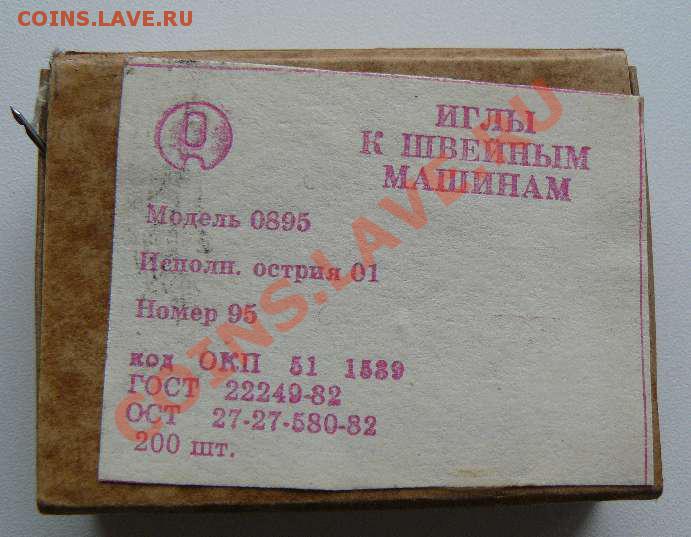 COINS.LAVE.RU
О
ИГЛЫ
К ШВЕЙНЫМ
МАШИНАМ
Модель 0895
Исполн. острия 01
Номер 95
код ОКП 51 1539
ГОСТ 22249-82
ОСТ 27-27-580-82
200 шт.
COINS.LAVE.RU